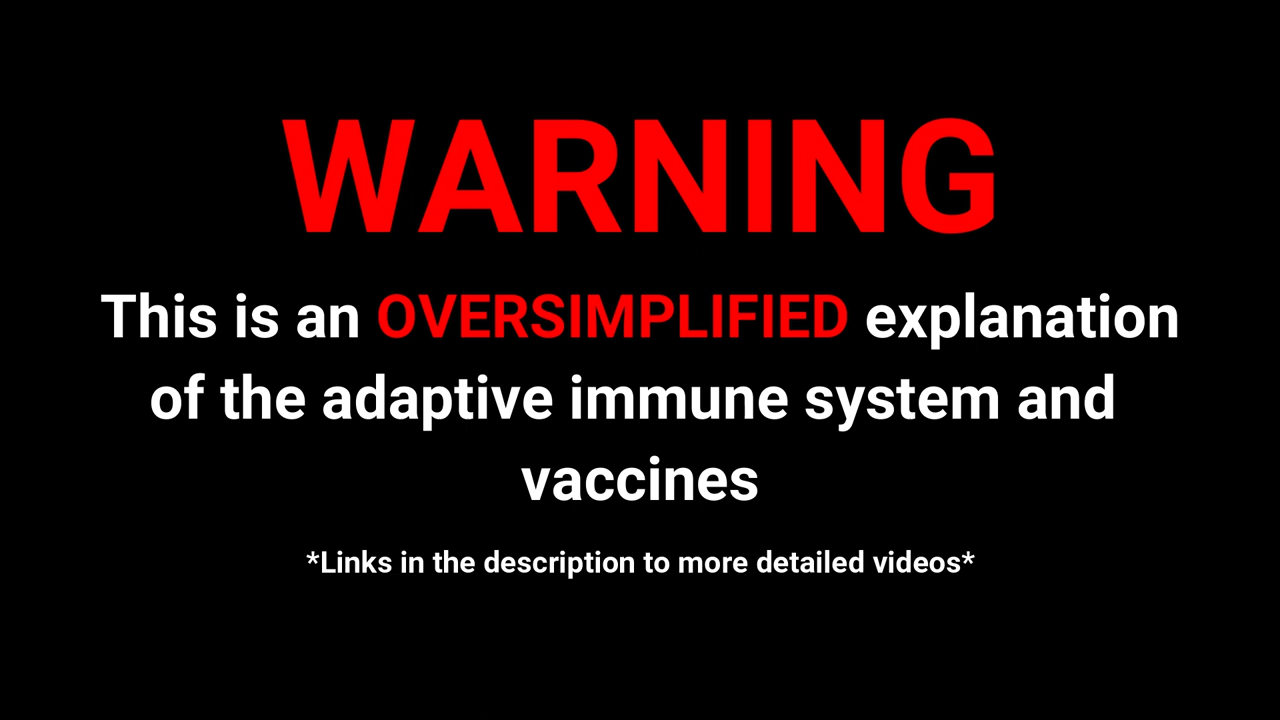 WARNING
This is an OVERSIMPLIFIED explanation
of the adaptive immune system and
vaccines
*Links in the description to more detailed videos*